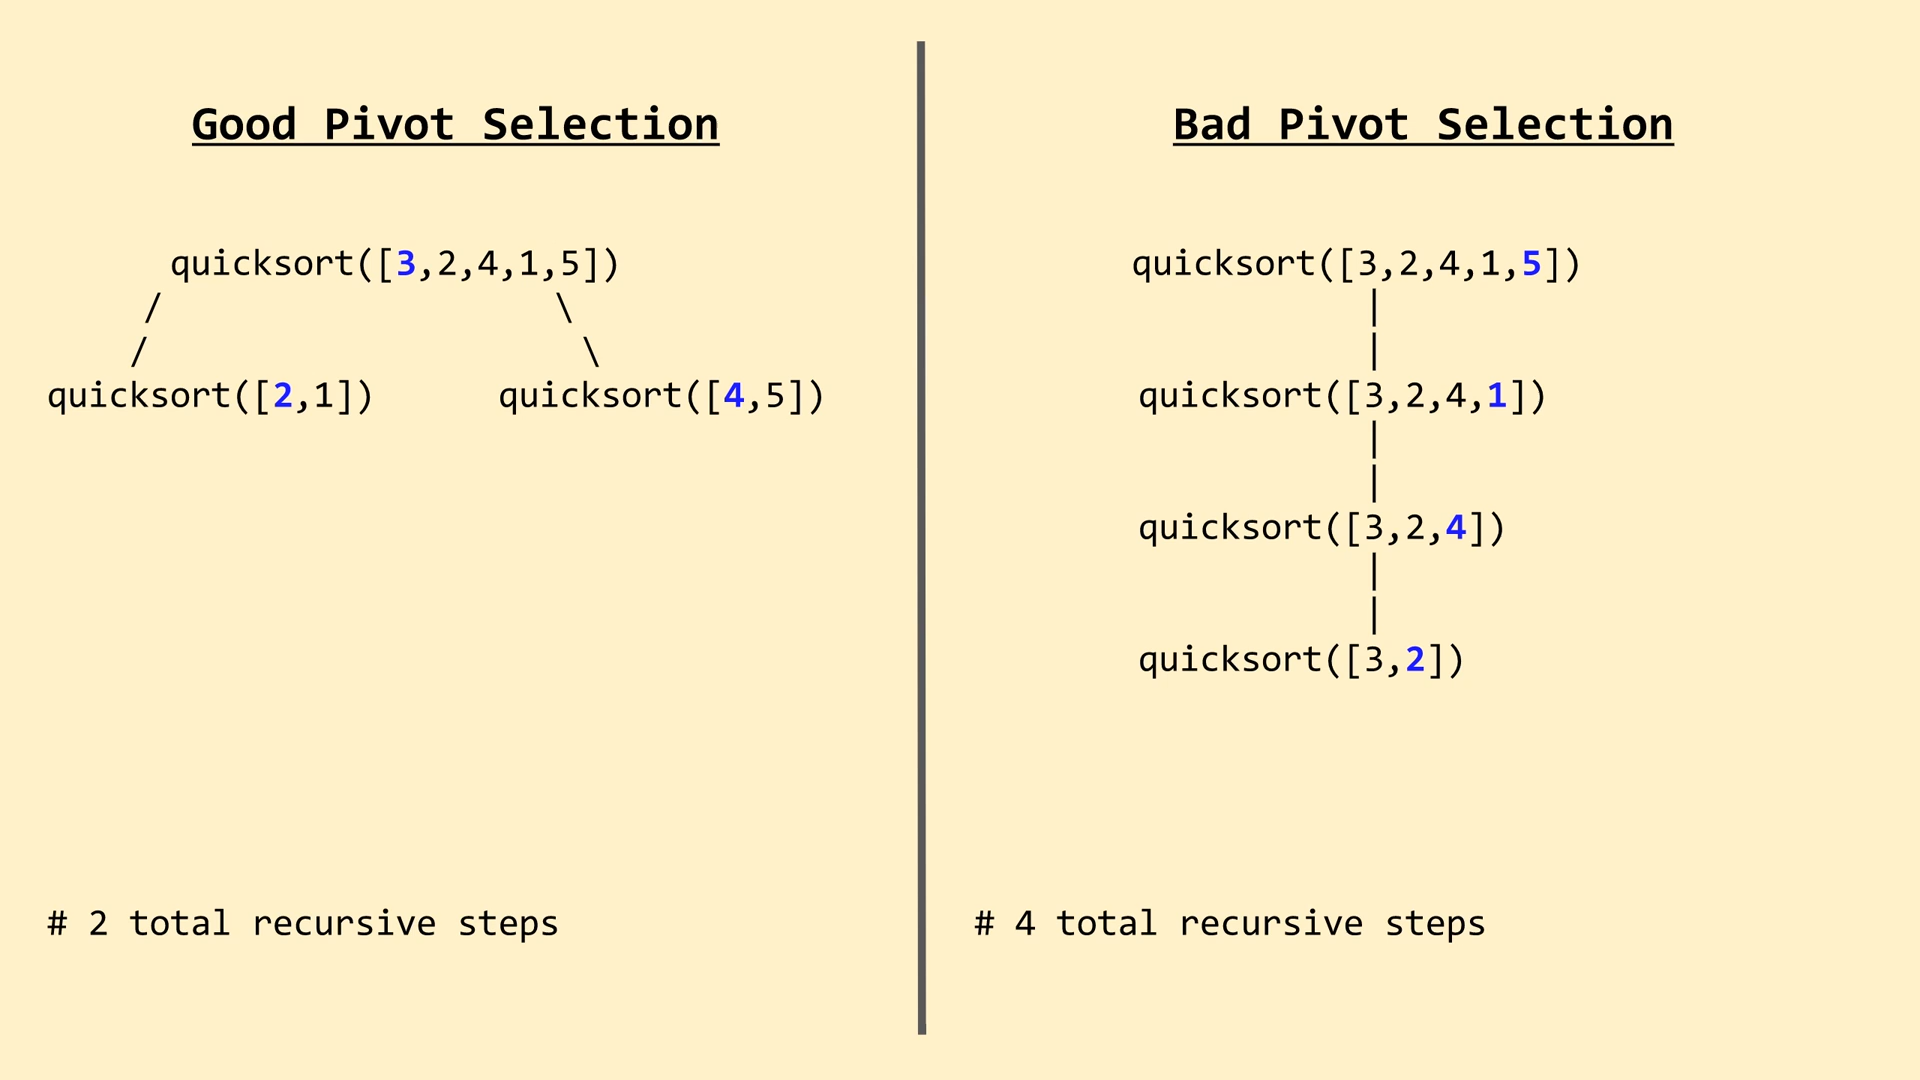 Good Pivot Selection
quicksort([3,2,4,1,5])
/ \
/ \
quicksort([2,1]) quicksort([4,5])
# 2 total recursive steps
Bad Pivot Selection
quicksort([3,2,4,1,5])
|
|
quicksort([3,2,4,1])
|
|
quicksort([3,2,4])
|
|
quicksort([3,2])
# 4 total recursive steps